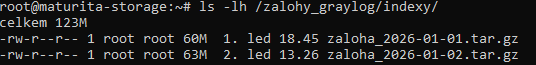 root@maturita-storage:~# ls -lh /zalohy_graylog/indexy/
celkem 123M
-rw-r--r-- 1 root root 60M  1. led 18.45 zaloha_2026-01-01.tar.gz
-rw-r--r-- 1 root root 63M  2. led 13.26 zaloha_2026-01-02.tar.gz